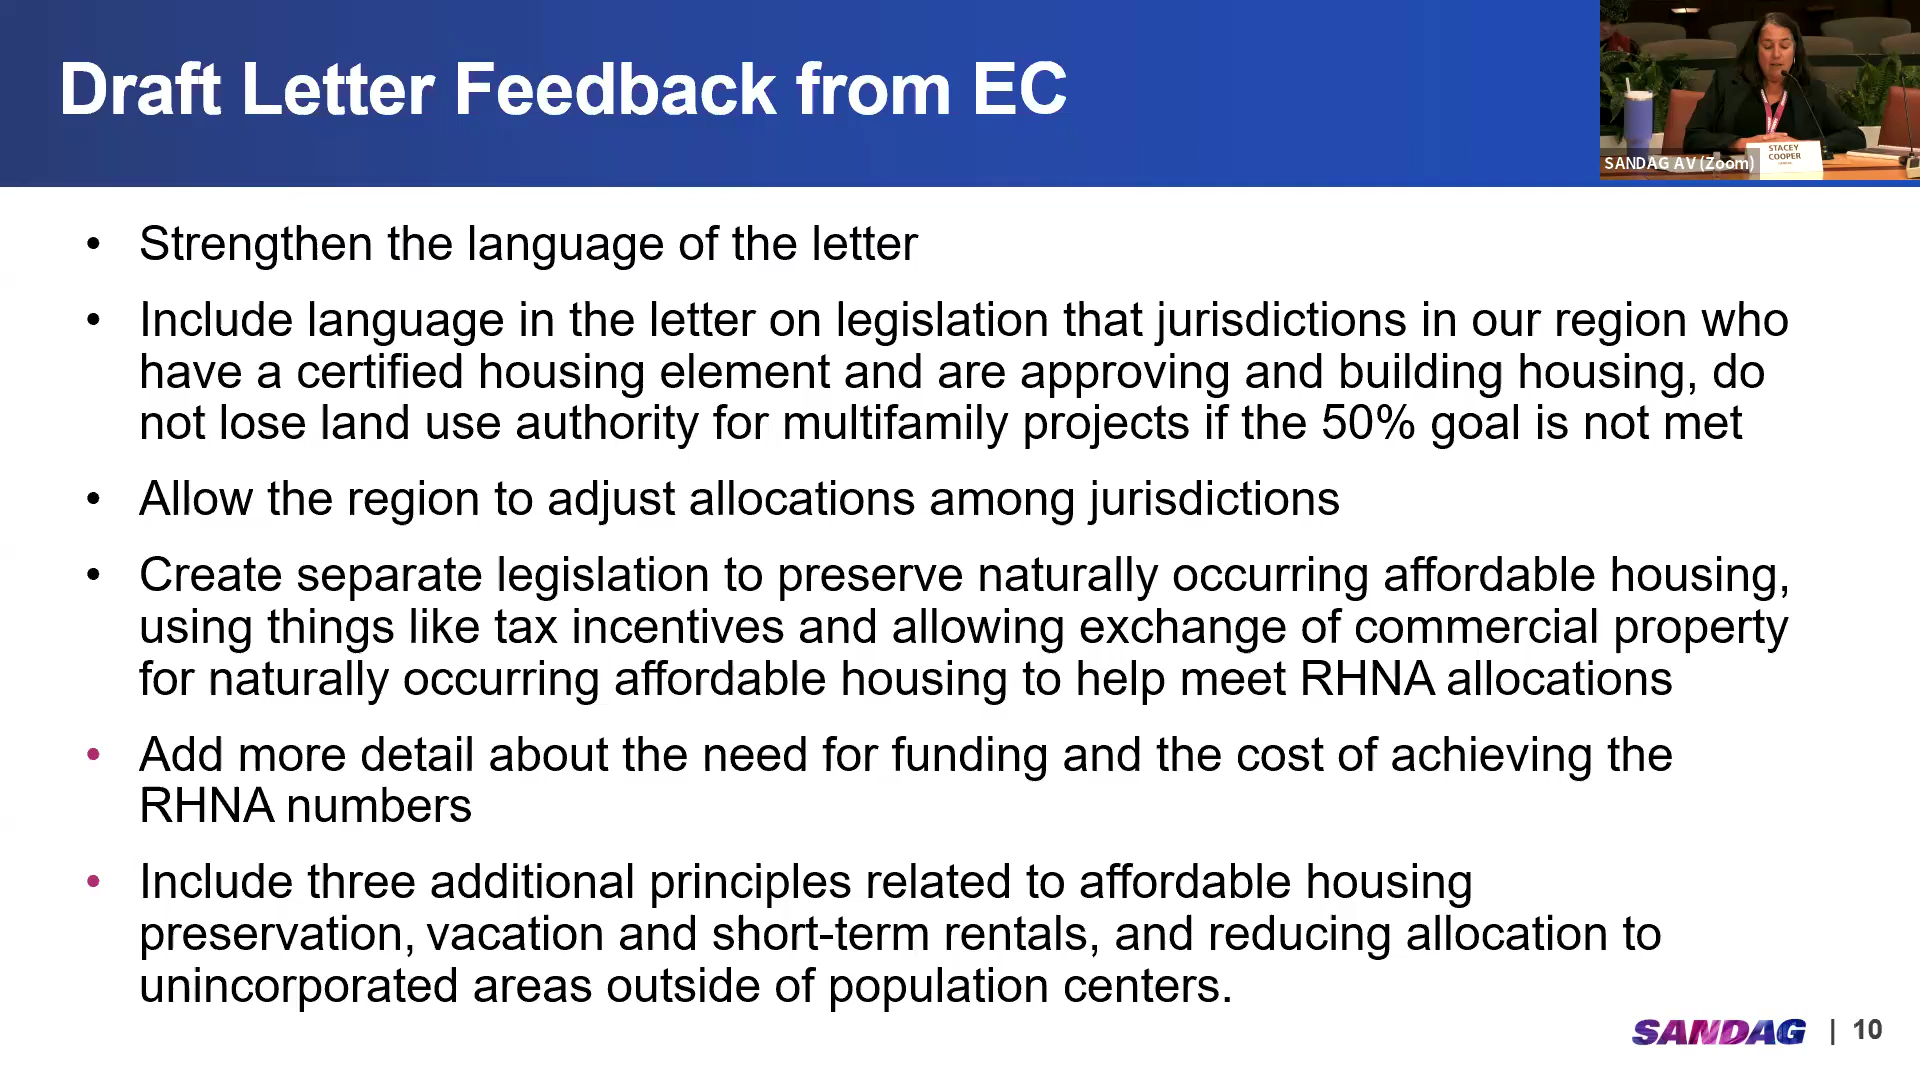 Draft Letter Feedback from EC
SANDAG AV (Zoom)
STACEY
COOPER
• Strengthen the language of the letter
• Include language in the letter on legislation that jurisdictions in our region who
have a certified housing element and are approving and building housing, do
not lose land use authority for multifamily projects if the 50% goal is not met
• Allow the region to adjust allocations among jurisdictions
• Create separate legislation to preserve naturally occurring affordable housing,
using things like tax incentives and allowing exchange of commercial property
for naturally occurring affordable housing to help meet RHNA allocations
• Add more detail about the need for funding and the cost of achieving the
RHNA numbers
• Include three additional principles related to affordable housing
preservation, vacation and short-term rentals, and reducing allocation to
unincorporated areas outside of population centers.
SANDAG | 10